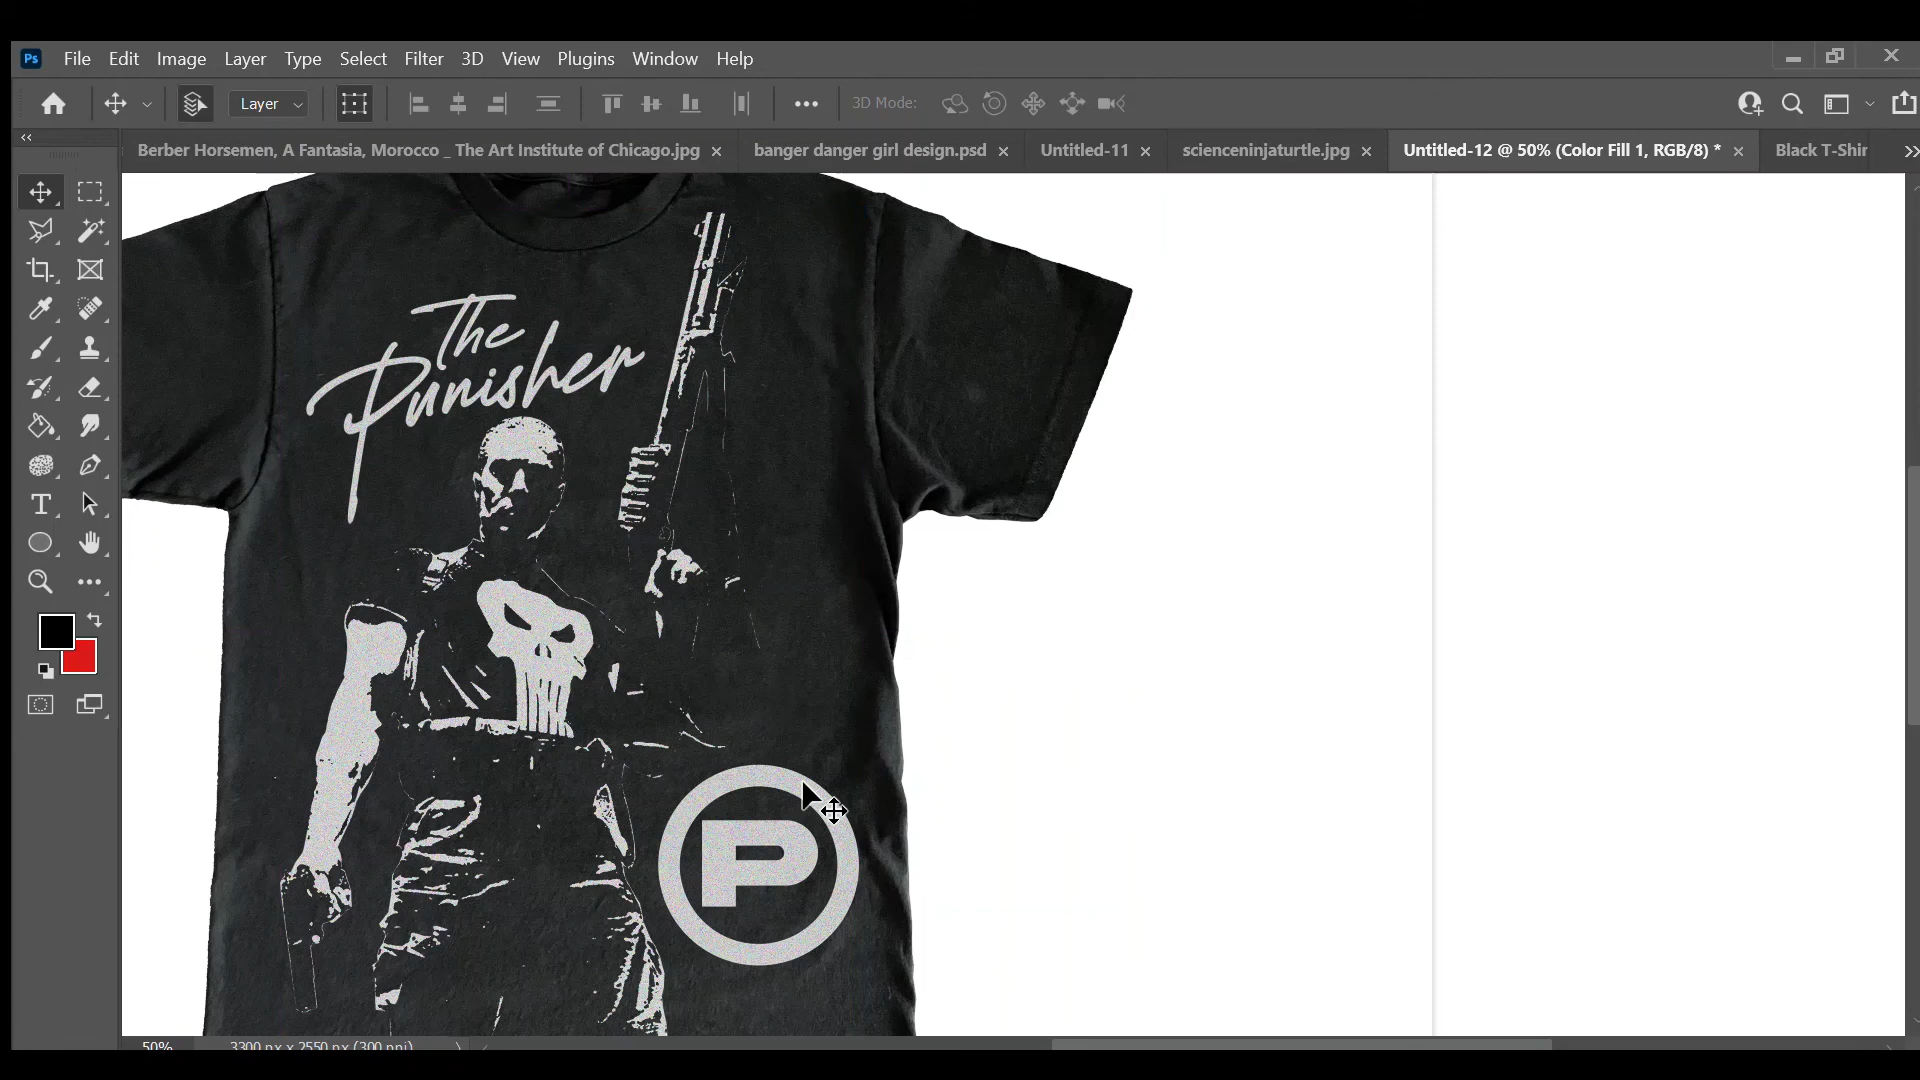 Ps File Edit Image Layer Type Select Filter 3D View Plugins Window Help
Layer 3D Mode:
Berber Horsemen, A Fantasia, Morocco _ The Art Institute of Chicago.jpg
banger danger girl design.psd
Untitled-11
scienceninjaturtle.jpg
Untitled-12 @ 50% (Color Fill 1, RGB/8) *
Black T-Shir
The
Punisher
P
T
50% 3300 px x 2550 px (300 ppi)